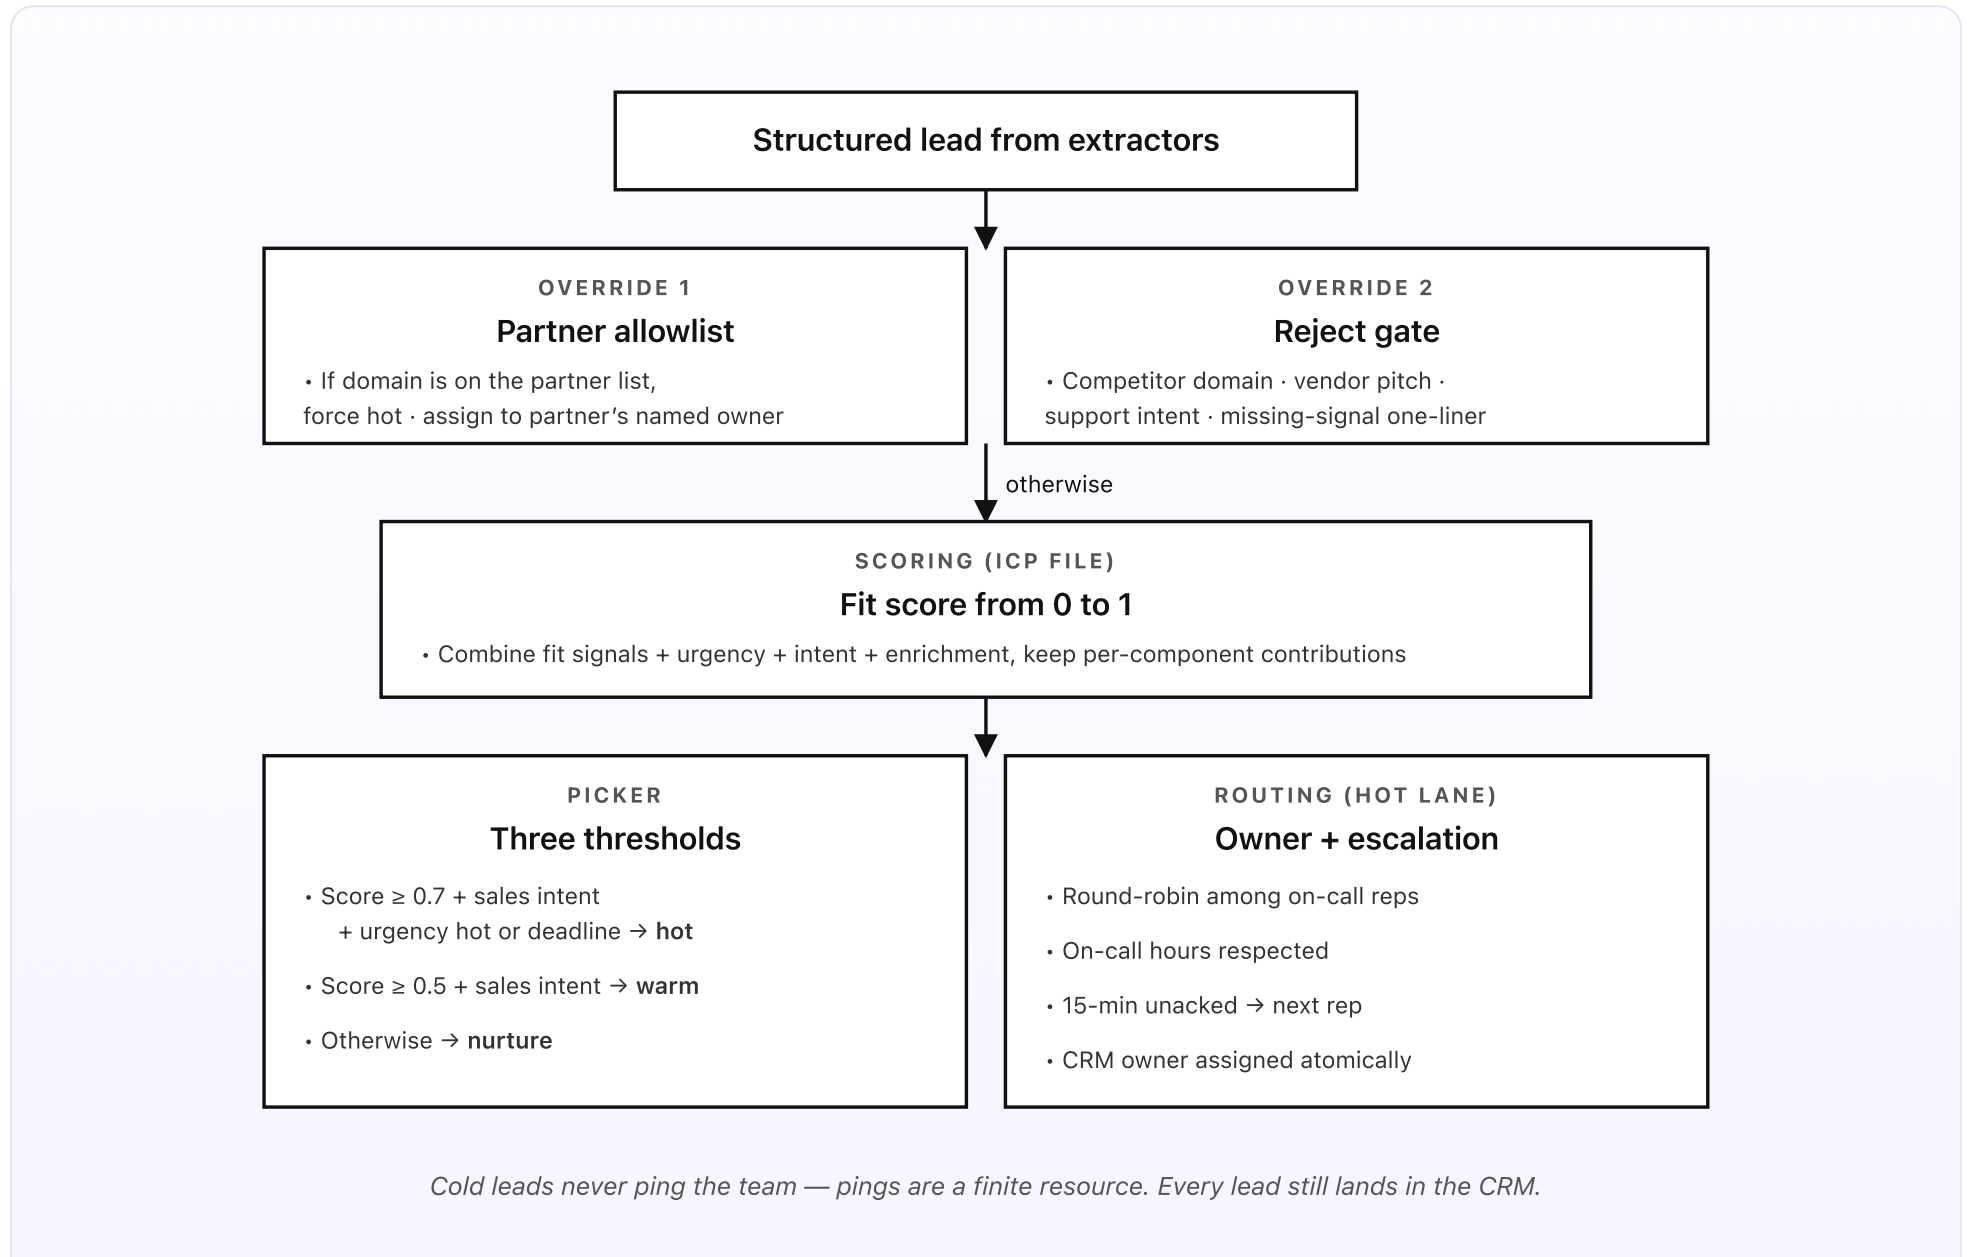 Structured lead from extractors
OVERRIDE 1
Partner allowlist
• If domain is on the partner list,
force hot · assign to partner’s named owner
OVERRIDE 2
Reject gate
• Competitor domain · vendor pitch ·
support intent · missing-signal one-liner
otherwise
SCORING (ICP FILE)
Fit score from 0 to 1
• Combine fit signals + urgency + intent + enrichment, keep per-component contributions
PICKER
Three thresholds
• Score ≥ 0.7 + sales intent
+ urgency hot or deadline → hot
• Score ≥ 0.5 + sales intent → warm
• Otherwise → nurture
ROUTING (HOT LANE)
Owner + escalation
• Round-robin among on-call reps
• On-call hours respected
• 15-min unacked → next rep
• CRM owner assigned atomically
Cold leads never ping the team — pings are a finite resource. Every lead still lands in the CRM.